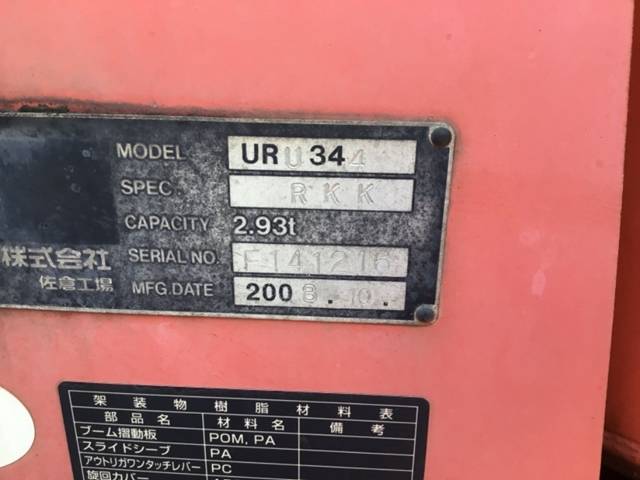 MODEL URU344
SPEC. RKK
CAPACITY 2.93t
株式会社 SERIAL NO. F141216
佐倉工場 MFG.DATE 2008.10.
架装物樹脂材料表
部品名 材料名 備考
ブーム摺動板 POM, PA
スライドシーブ PA
アウトリガワンタッチレバー PC
旋回カバー